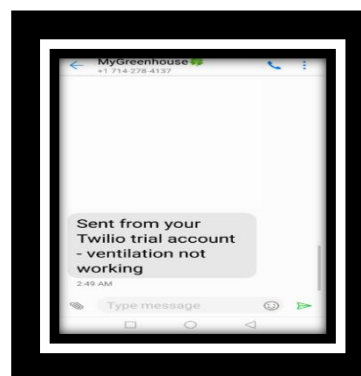 MyGreenhouse🌳
+1 714-278-4137
Sent from your
Twilio trial account
- ventilation not
working
2:49 AM
Type message